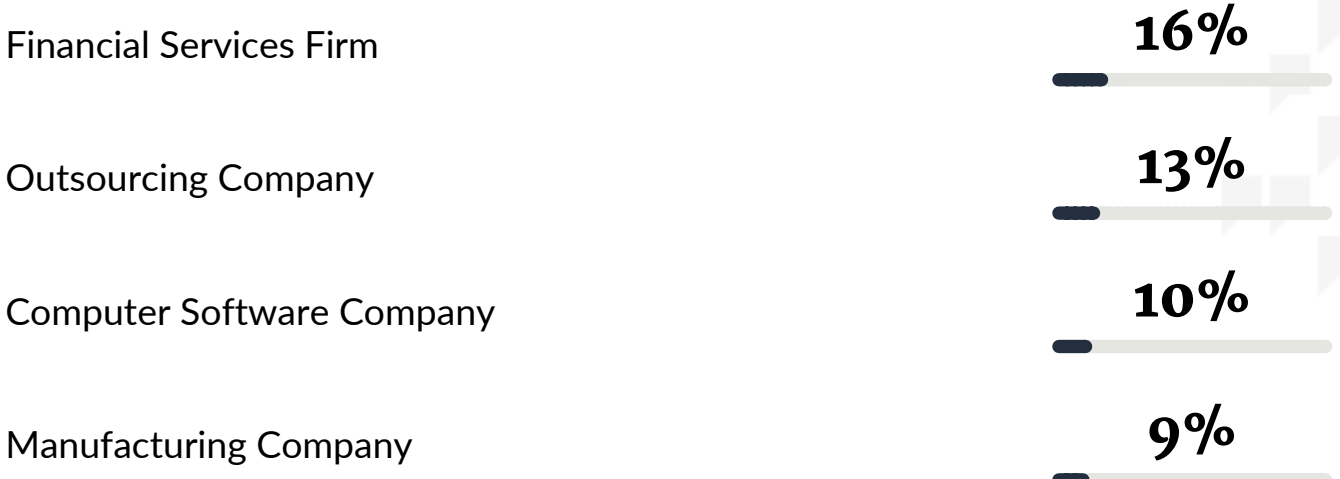 Financial Services Firm 16%
Outsourcing Company 13%
Computer Software Company 10%
Manufacturing Company 9%